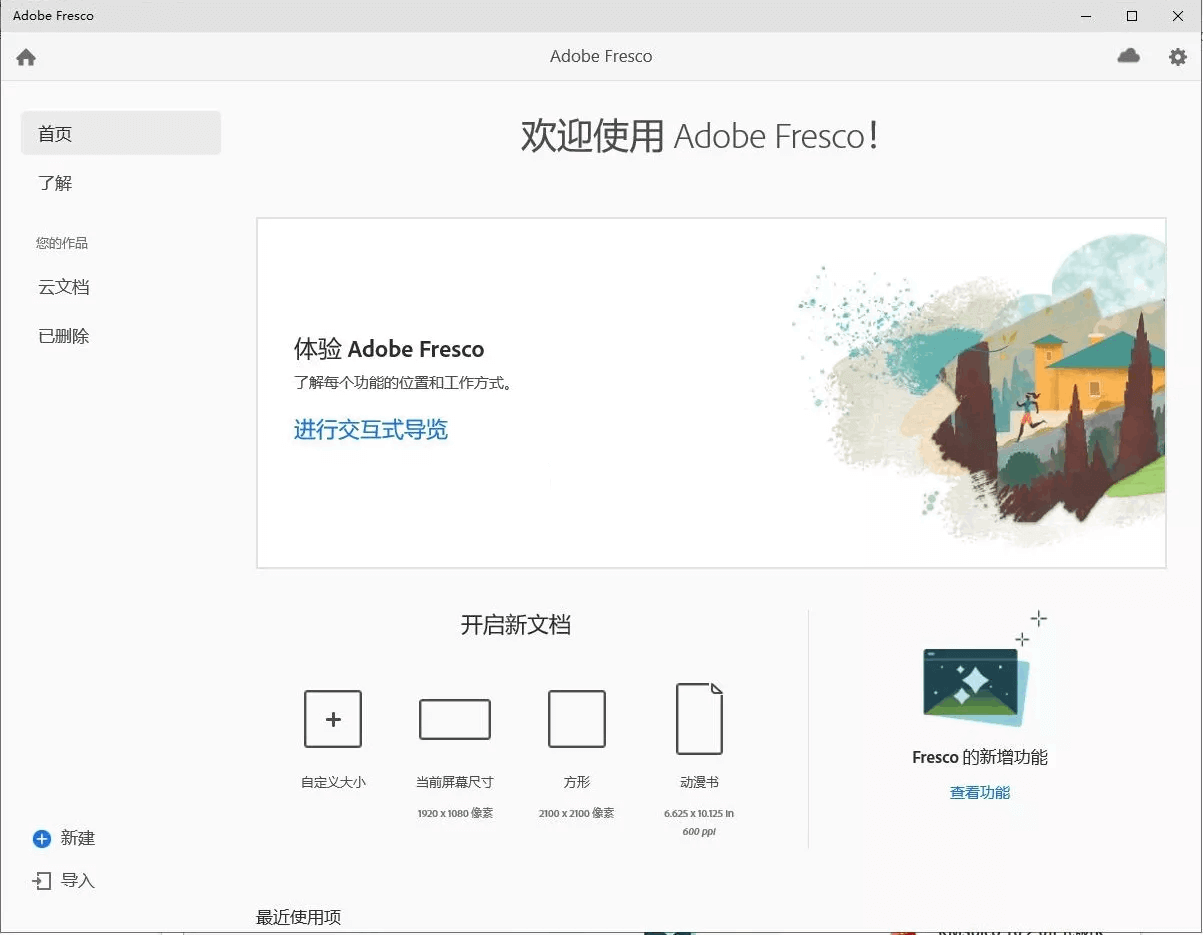 Adobe Fresco
Adobe Fresco
首页
了解
您的作品
云文档
已删除
欢迎使用 Adobe Fresco!
体验 Adobe Fresco
了解每个功能的位置和工作方式。
进行交互式导览
开启新文档
自定义大小
当前屏幕尺寸
1920 x 1080 像素
方形
2100 x 2100 像素
动漫书
6.625 x 10.125 in
600 ppi
Fresco 的新增功能
查看功能
新建
导入
最近使用项